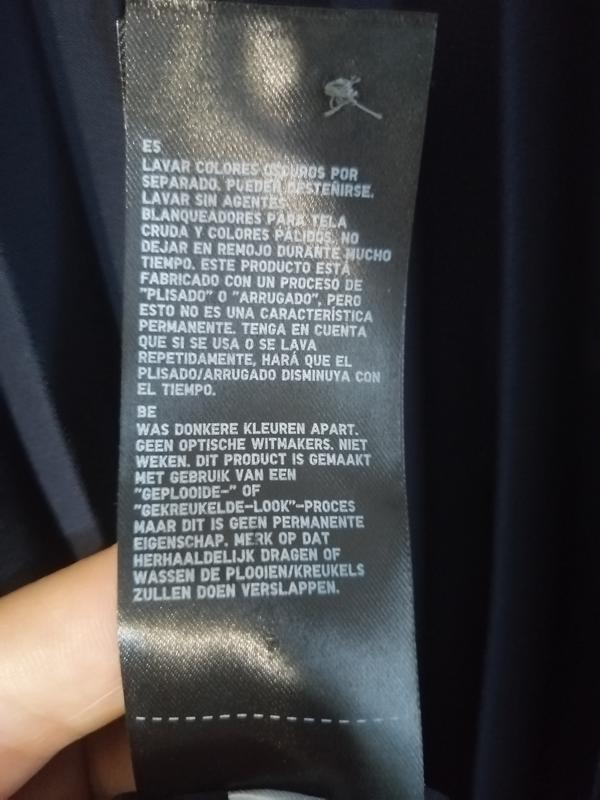 ES
LAVAR COLORES OSCUROS POR
SEPARADO. PUEDEN DESTEÑIRSE.
LAVAR SIN AGENTES
BLANQUEADORES PARA TELA
CRUDA Y COLORES PÁLIDOS. NO
DEJAR EN REMOJO DURANTE MUCHO
TIEMPO. ESTE PRODUCTO ESTÁ
FABRICADO CON UN PROCESO DE
"PLISADO" O "ARRUGADO", PERO
ESTO NO ES UNA CARACTERÍSTICA
PERMANENTE. TENGA EN CUENTA
QUE SI SE USA O SE LAVA
REPETIDAMENTE, HARÁ QUE EL
PLISADO/ARRUGADO DISMINUYA CON
EL TIEMPO.
BE
WAS DONKERE KLEUREN APART.
GEEN OPTISCHE WITMAKERS. NIET
WEKEN. DIT PRODUCT IS GEMAAKT
MET GEBRUIK VAN EEN
"GEPLOOIDE-" OF
"GEKREUKELDE-LOOK"-PROCES
MAAR DIT IS GEEN PERMANENTE
EIGENSCHAP. MERK OP DAT
HERHAALDELIJK DRAGEN OF
WASSEN DE PLOOIEN/KREUKELS
ZULLEN DOEN VERSLAPPEN.